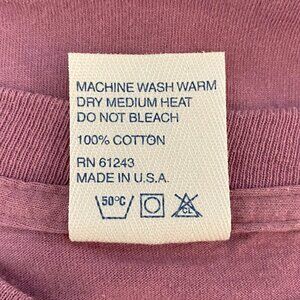 MACHINE WASH WARM
DRY MEDIUM HEAT
DO NOT BLEACH
100% COTTON
RN 61243
MADE IN U.S.A.
50°C CL